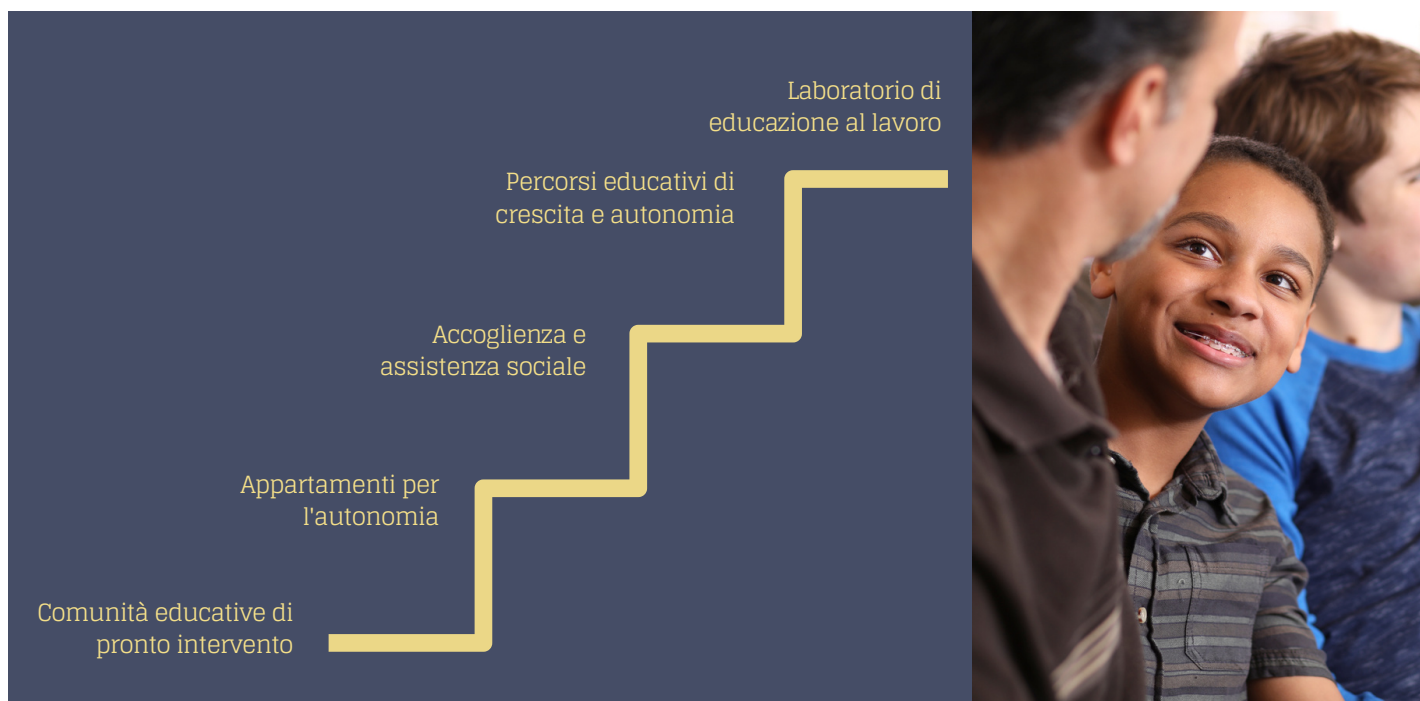 Laboratorio di
educazione al lavoro
Percorsi educativi di
crescita e autonomia
Accoglienza e
assistenza sociale
Appartamenti per
l'autonomia
Comunità educative di
pronto intervento